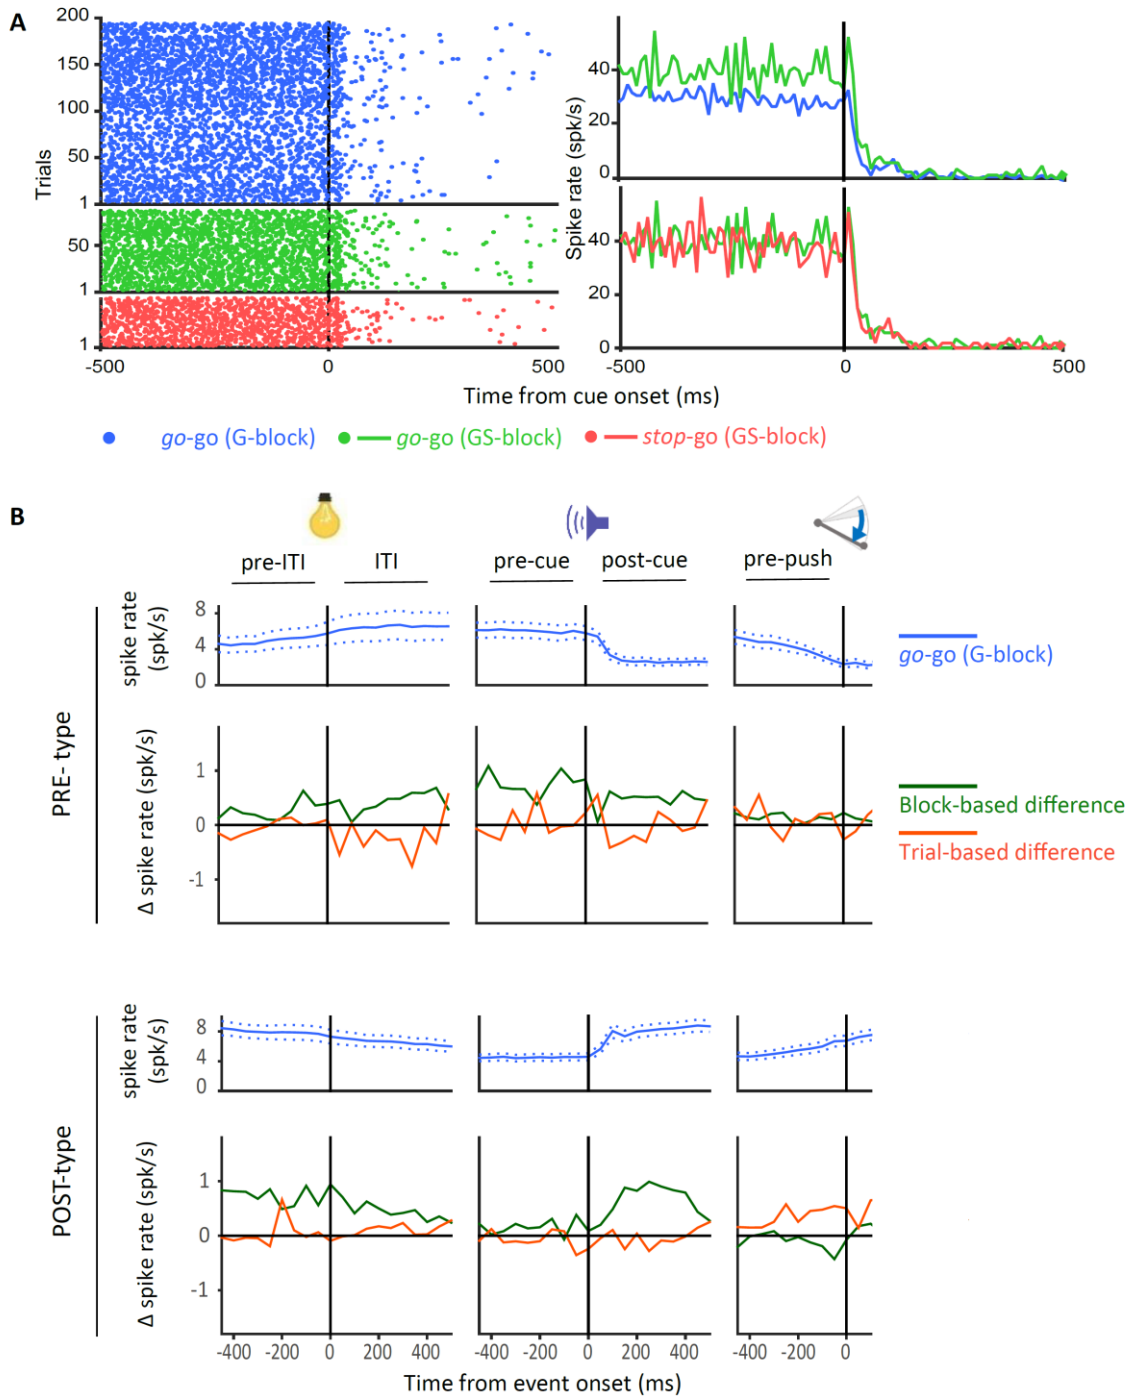 A
200
150
100
50
1
50
1
1
Trials
-500
0
500
40
20
0
40
20
0
Spike rate (spk/s)
-500
0
500
Time from cue onset (ms)
go-go (G-block)
go-go (GS-block)
stop-go (GS-block)
B
pre-ITI
ITI
pre-cue
post-cue
pre-push
PRE- type
spike rate
(spk/s)
8
4
0
go-go (G-block)
Δ spike rate (spk/s)
1
0
-1
Block-based difference
Trial-based difference
POST-type
spike rate
(spk/s)
8
4
0
Δ spike rate (spk/s)
1
0
-1
-400
-200
0
200
400
-400
-200
0
200
400
-400
-200
0
Time from event onset (ms)